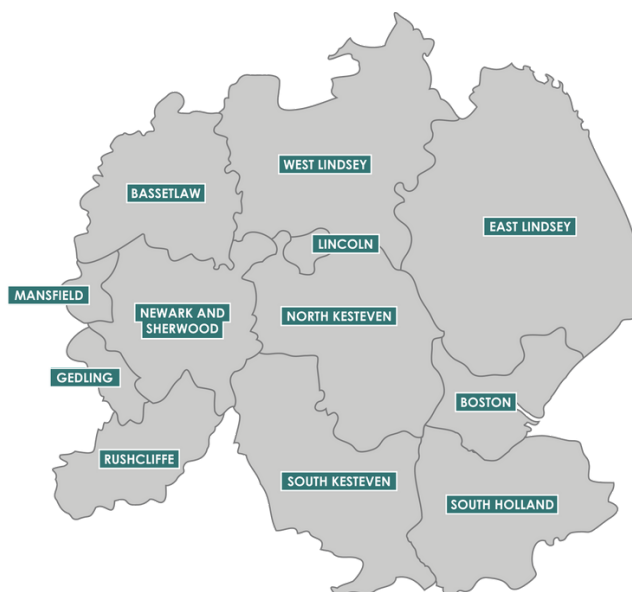 WEST LINDSEY
BASSETLAW
EAST LINDSEY
LINCOLN
MANSFIELD
NEWARK AND
SHERWOOD
NORTH KESTEVEN
GEDLING
BOSTON
RUSHCLIFFE
SOUTH KESTEVEN
SOUTH HOLLAND